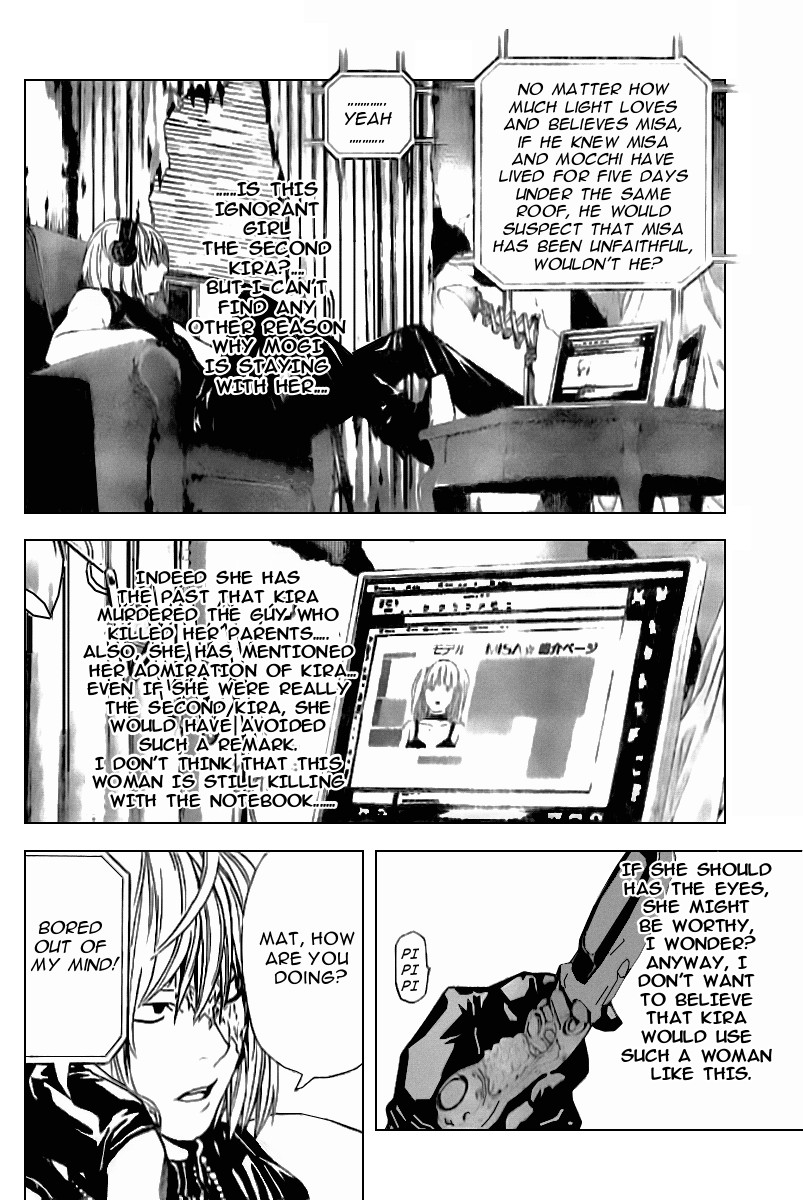 NO MATTER HOW
MUCH LIGHT LOVES
AND BELIEVES MISA,
IF HE KNEW MISA
AND MOCCHI HAVE
LIVED FOR FIVE DAYS
UNDER THE SAME
ROOF, HE WOULD
SUSPECT THAT MISA
HAS BEEN UNFAITHFUL,
WOULDN'T HE?
...........
YEAH
...........
......IS THIS
IGNORANT
GIRL
THE SECOND
KIRA?....
BUT I CAN'T
FIND ANY
OTHER REASON
WHY MOGI
IS STAYING
WITH HER....
INDEED SHE HAS
THE PAST THAT KIRA
MURDERED THE GUY WHO
KILLED HER PARENTS.....
ALSO, SHE HAS MENTIONED
HER ADMIRATION OF KIRA...
EVEN IF SHE WERE REALLY
THE SECOND KIRA, SHE
WOULD HAVE AVOIDED
SUCH A REMARK.
I DON'T THINK THAT THIS
WOMAN IS STILL KILLING
WITH THE NOTEBOOK.......
モデル MISA☆紹介ページ
IF SHE SHOULD
HAS THE EYES,
SHE MIGHT
BE WORTHY,
I WONDER?
ANYWAY, I
DON'T WANT
TO BELIEVE
THAT KIRA
WOULD USE
SUCH A WOMAN
LIKE THIS.
PI
PI
PI
MAT, HOW
ARE YOU
DOING?
BORED
OUT OF
MY MIND!